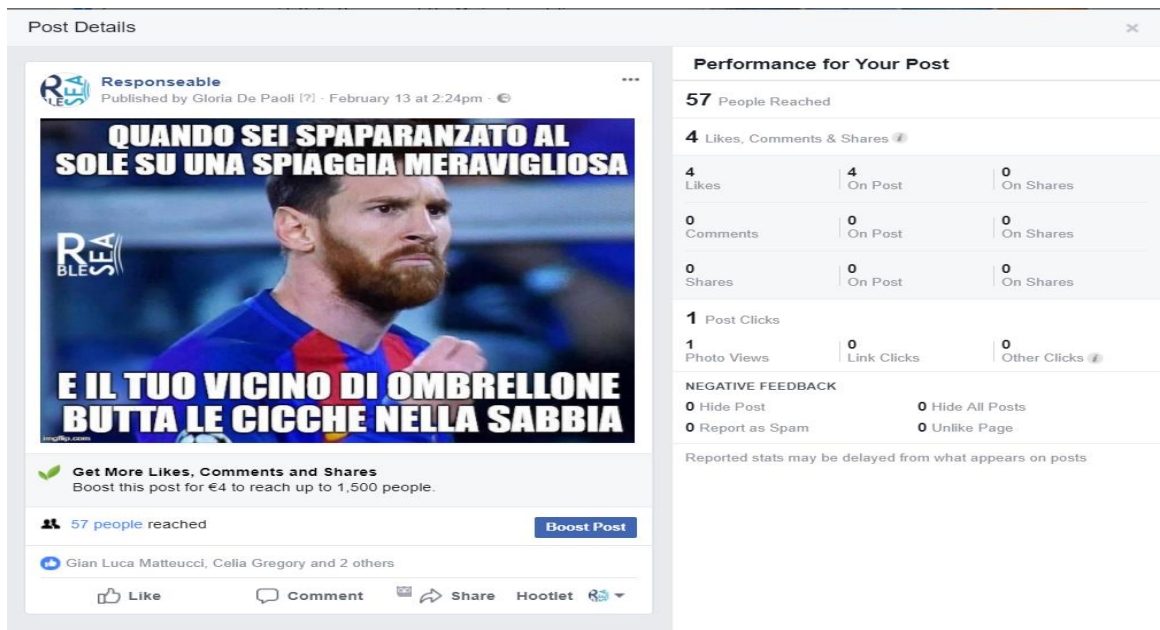 Post Details
Responseable
Published by Gloria De Paoli [?] · February 13 at 2:24pm ·
QUANDO SEI SPAPARANZATO AL
SOLE SU UNA SPIAGGIA MERAVIGLIOSA
R SEA
BLE
E IL TUO VICINO DI OMBRELLONE
BUTTA LE CICCHE NELLA SABBIA
imgflip.com
Get More Likes, Comments and Shares
Boost this post for €4 to reach up to 1,500 people.
57 people reached
Boost Post
Gian Luca Matteucci, Celia Gregory and 2 others
Like Comment Share Hootlet
Performance for Your Post
57 People Reached
4 Likes, Comments & Shares
4 4 0
Likes On Post On Shares
0 0 0
Comments On Post On Shares
0 0 0
Shares On Post On Shares
1 Post Clicks
1 0 0
Photo Views Link Clicks Other Clicks
NEGATIVE FEEDBACK
0 Hide Post 0 Hide All Posts
0 Report as Spam 0 Unlike Page
Reported stats may be delayed from what appears on posts